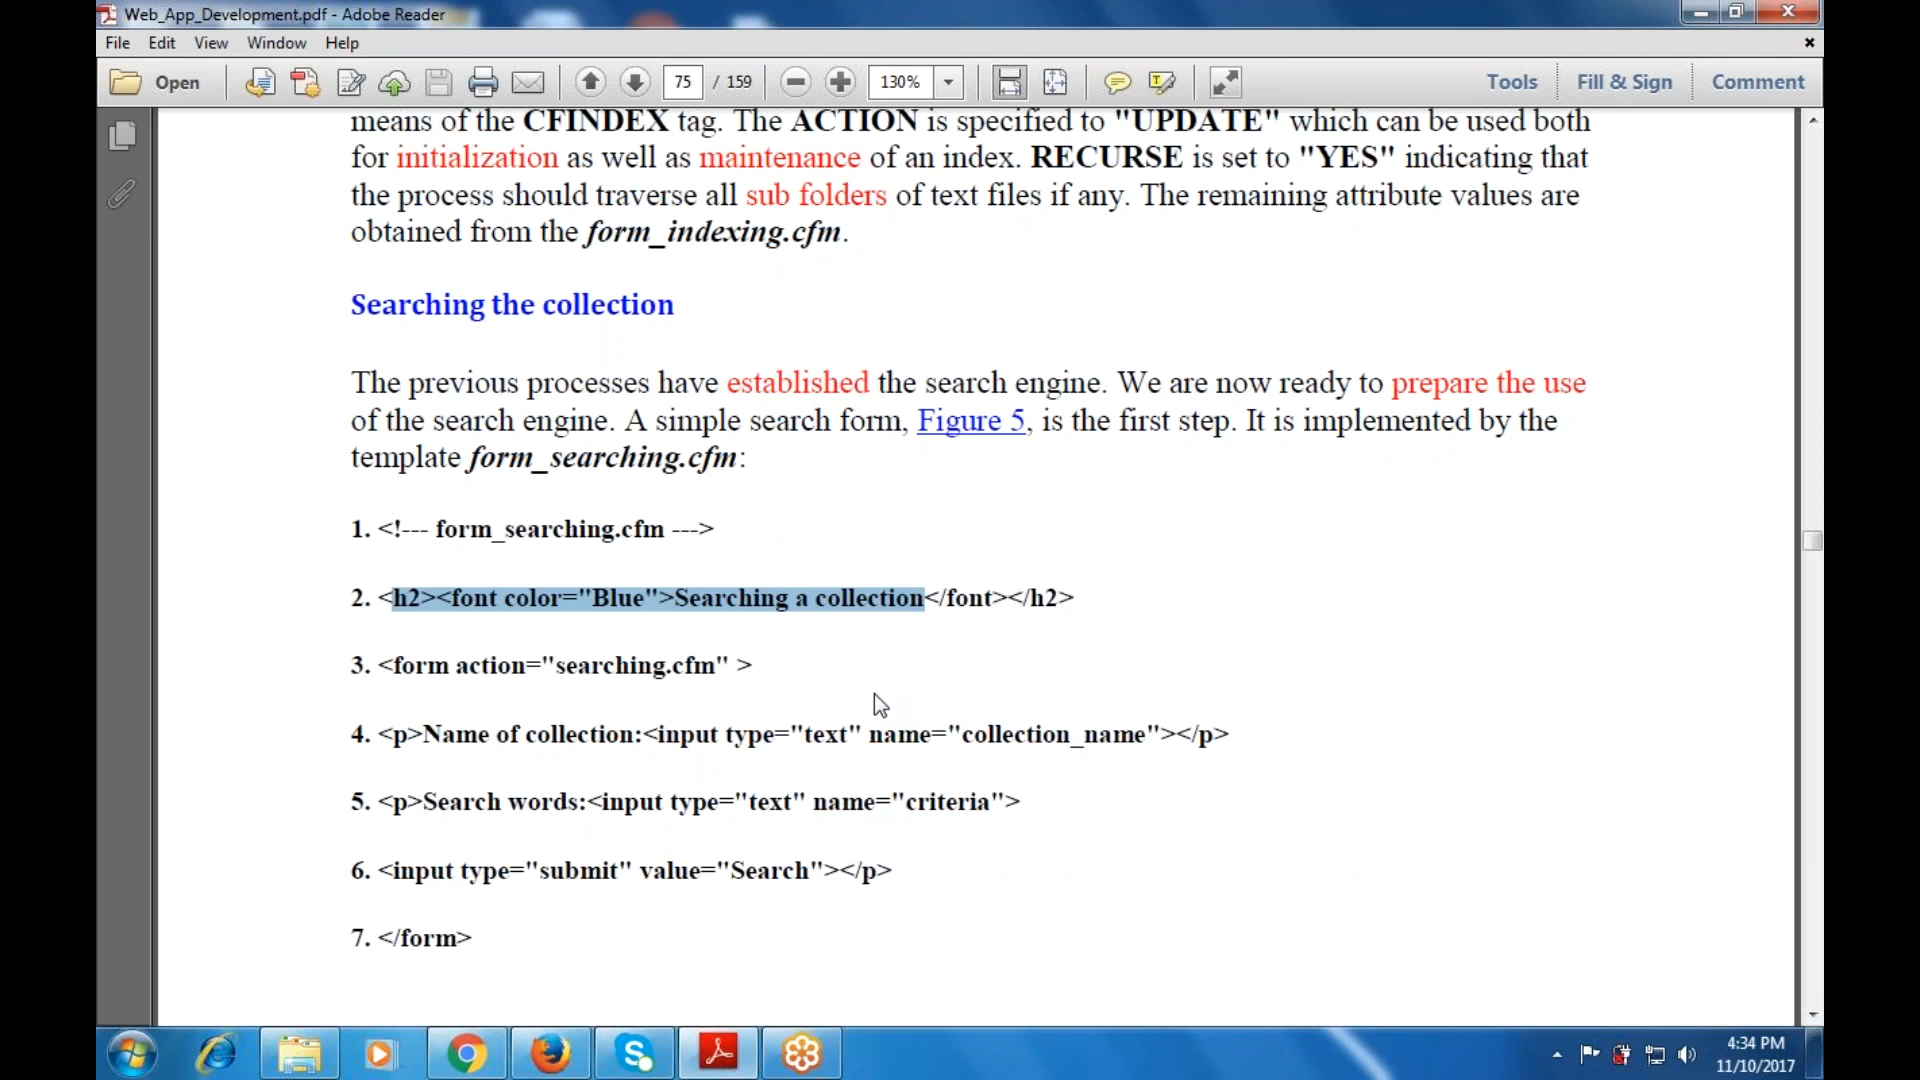 Web_App_Development.pdf - Adobe Reader
File Edit View Window Help
Open 75 / 159 130% Tools Fill & Sign Comment
means of the CFINDEX tag. The ACTION is specified to "UPDATE" which can be used both
for initialization as well as maintenance of an index. RECURSE is set to "YES" indicating that
the process should traverse all sub folders of text files if any. The remaining attribute values are
obtained from the form_indexing.cfm.
Searching the collection
The previous processes have established the search engine. We are now ready to prepare the use
of the search engine. A simple search form, Figure 5, is the first step. It is implemented by the
template form_searching.cfm:
1. <!--- form_searching.cfm --->
2. <h2><font color="Blue">Searching a collection</font></h2>
3. <form action="searching.cfm" >
4. <p>Name of collection:<input type="text" name="collection_name"></p>
5. <p>Search words:<input type="text" name="criteria">
6. <input type="submit" value="Search"></p>
7. </form>
4:34 PM
11/10/2017